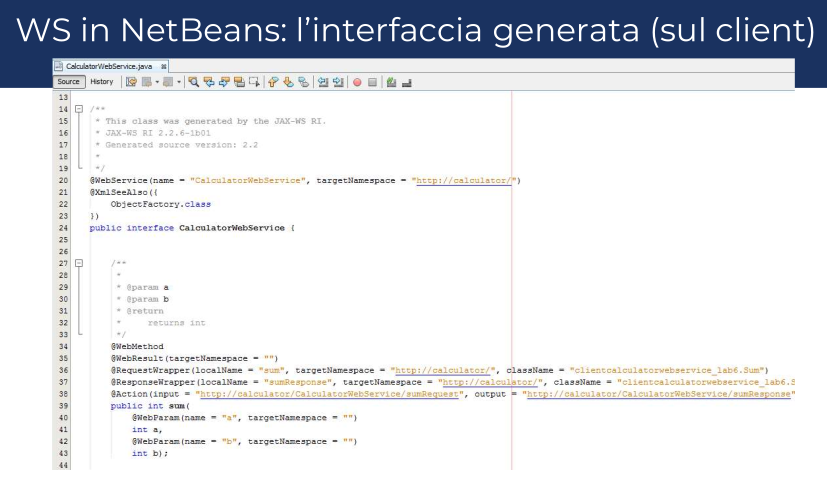 WS in NetBeans: l'interfaccia generata (sul client)
CalculatorWebService.java
Source History
13
14 /**
15 * This class was generated by the JAX-WS RI.
16 * JAX-WS RI 2.2.6-1b01
17 * Generated source version: 2.2
18 *
19 */
20 @WebService(name = "CalculatorWebService", targetNamespace = "http://calculator/")
21 @XmlSeeAlso({
22 ObjectFactory.class
23 })
24 public interface CalculatorWebService {
25
26
27 /**
28 *
29 * @param a
30 * @param b
31 * @return
32 * returns int
33 */
34 @WebMethod
35 @WebResult(targetNamespace = "")
36 @RequestWrapper(localName = "sum", targetNamespace = "http://calculator/", className = "clientcalculatorwebservice_lab6.Sum")
37 @ResponseWrapper(localName = "sumResponse", targetNamespace = "http://calculator/", className = "clientcalculatorwebservice_lab6.S
38 @Action(input = "http://calculator/CalculatorWebService/sumRequest", output = "http://calculator/CalculatorWebService/sumResponse"
39 public int sum(
40 @WebParam(name = "a", targetNamespace = "")
41 int a,
42 @WebParam(name = "b", targetNamespace = "")
43 int b);
44